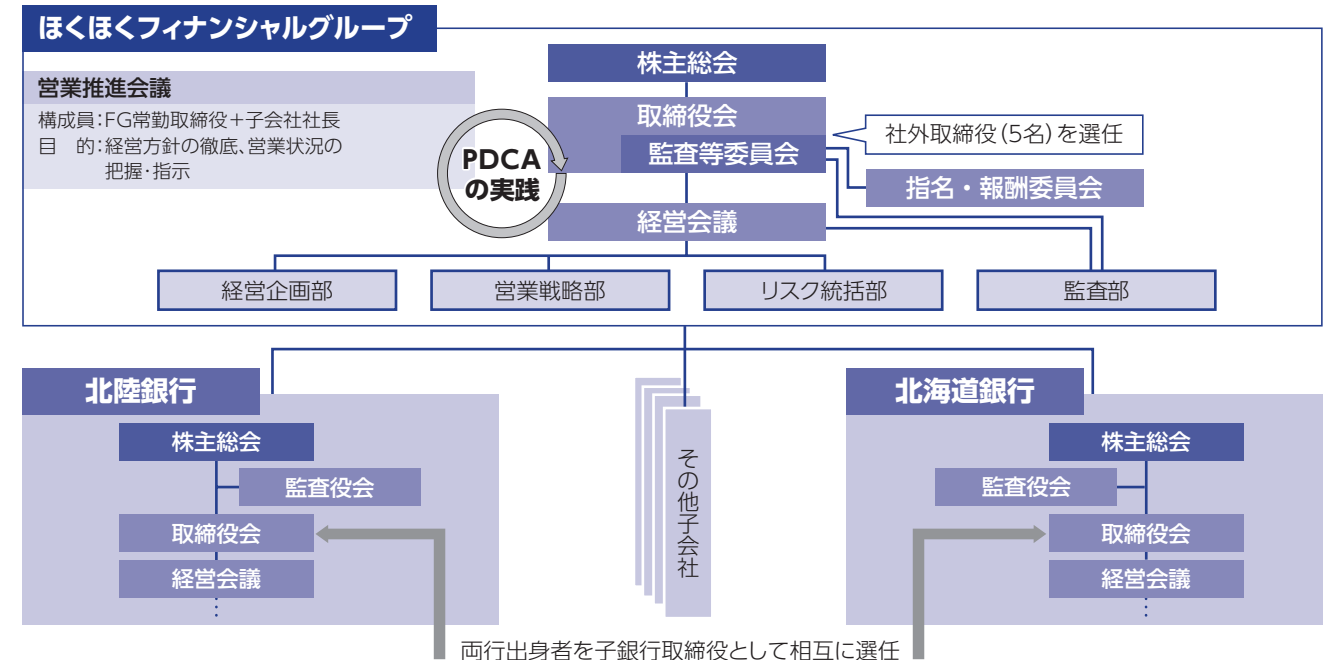 ほくほくフィナンシャルグループ
営業推進会議
構成員:FG常勤取締役+子会社社長
目　的:経営方針の徹底、営業状況の
把握・指示
PDCA
の実践
株主総会
取締役会
監査等委員会
社外取締役(5名)を選任
指名・報酬委員会
経営会議
経営企画部
営業戦略部
リスク統括部
監査部
北陸銀行
株主総会
監査役会
取締役会
経営会議
その他子会社
北海道銀行
株主総会
監査役会
取締役会
経営会議
両行出身者を子銀行取締役として相互に選任